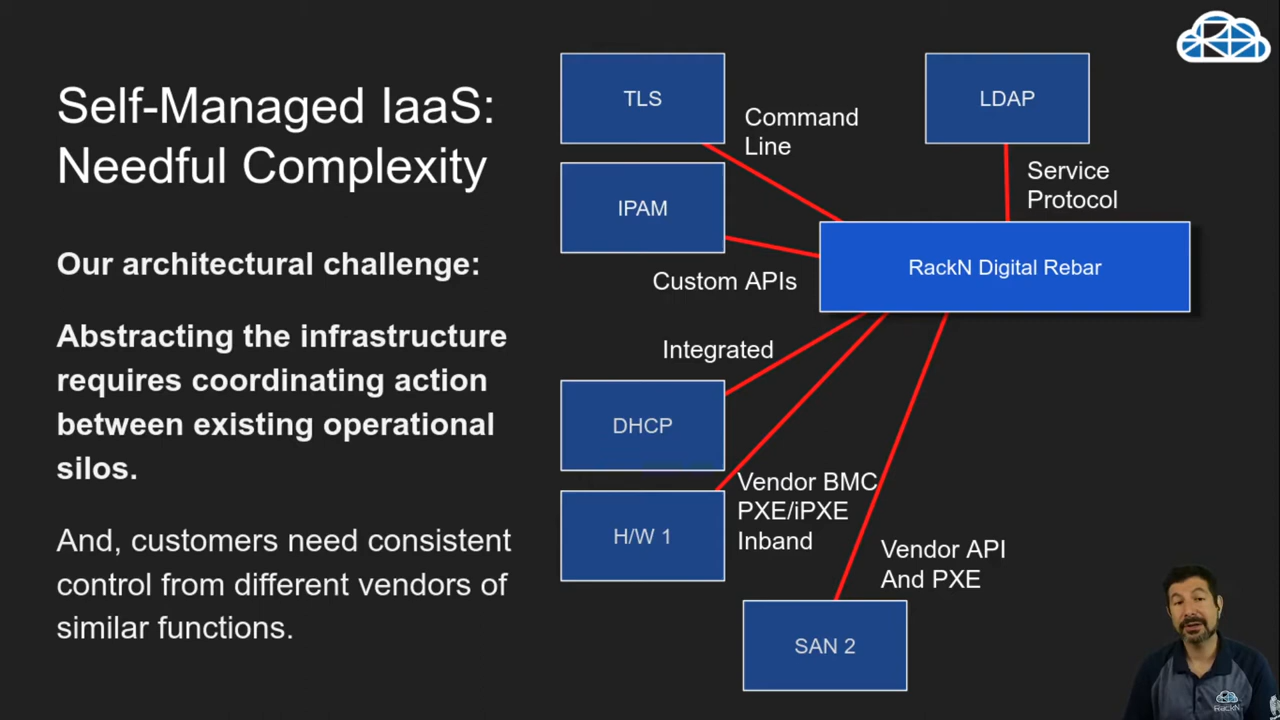 Self-Managed IaaS:
Needful Complexity
Our architectural challenge:
Abstracting the infrastructure
requires coordinating action
between existing operational
silos.
And, customers need consistent
control from different vendors of
similar functions.
TLS
Command
Line
LDAP
Service
Protocol
IPAM
Custom APIs
RackN Digital Rebar
Integrated
DHCP
H/W 1
Vendor BMC
PXE/iPXE
Inband
Vendor API
And PXE
SAN 2
RackN